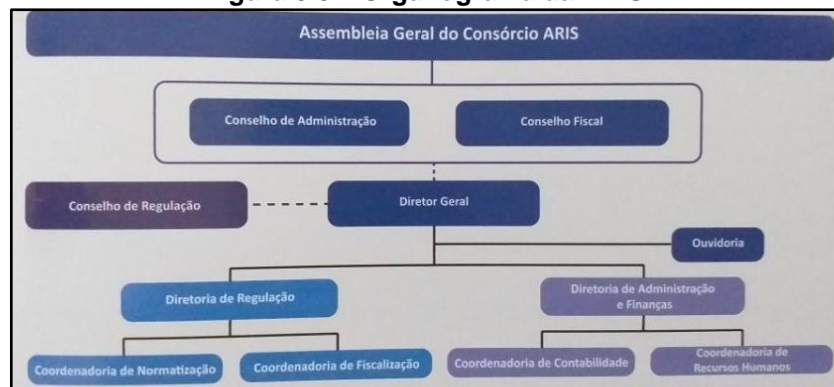 Assembleia Geral do Consórcio ARIS
Conselho de Administração
Conselho Fiscal
Conselho de Regulação
Diretor Geral
Ouvidoria
Diretoria de Regulação
Diretoria de Administração
e Finanças
Coordenadoria de Normatização
Coordenadoria de Fiscalização
Coordenadoria de Contabilidade
Coordenadoria de
Recursos Humanos